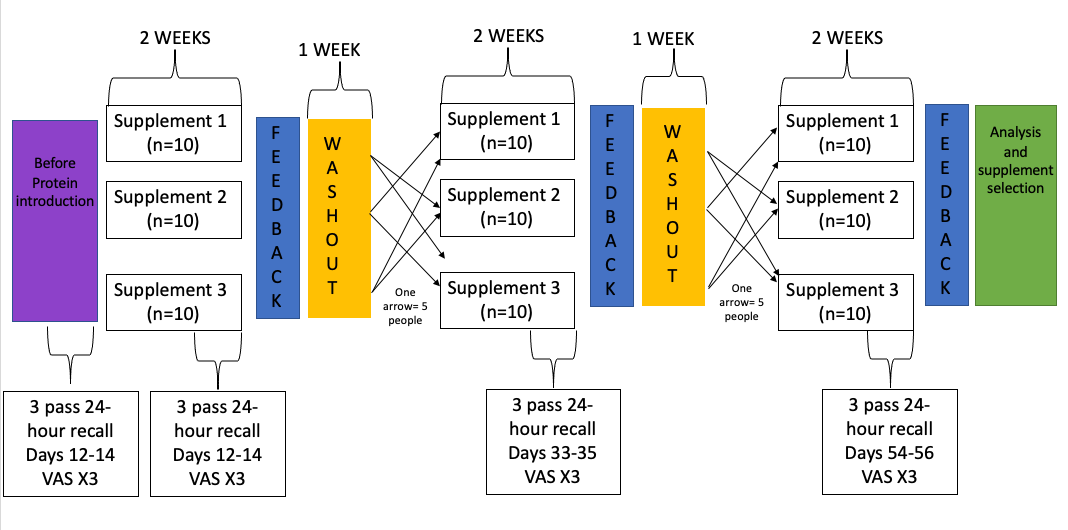 2 WEEKS
1 WEEK
2 WEEKS
1 WEEK
2 WEEKS
Before
Protein
introduction
Supplement 1
(n=10)
Supplement 2
(n=10)
Supplement 3
(n=10)
F
E
E
D
B
A
C
K
W
A
S
H
O
U
T
One
arrow= 5
people
Supplement 1
(n=10)
Supplement 2
(n=10)
Supplement 3
(n=10)
F
E
E
D
B
A
C
K
W
A
S
H
O
U
T
One
arrow= 5
people
Supplement 1
(n=10)
Supplement 2
(n=10)
Supplement 3
(n=10)
F
E
E
D
B
A
C
K
Analysis
and
supplement
selection
3 pass 24-
hour recall
Days 12-14
VAS X3
3 pass 24-
hour recall
Days 12-14
VAS X3
3 pass 24-
hour recall
Days 33-35
VAS X3
3 pass 24-
hour recall
Days 54-56
VAS X3